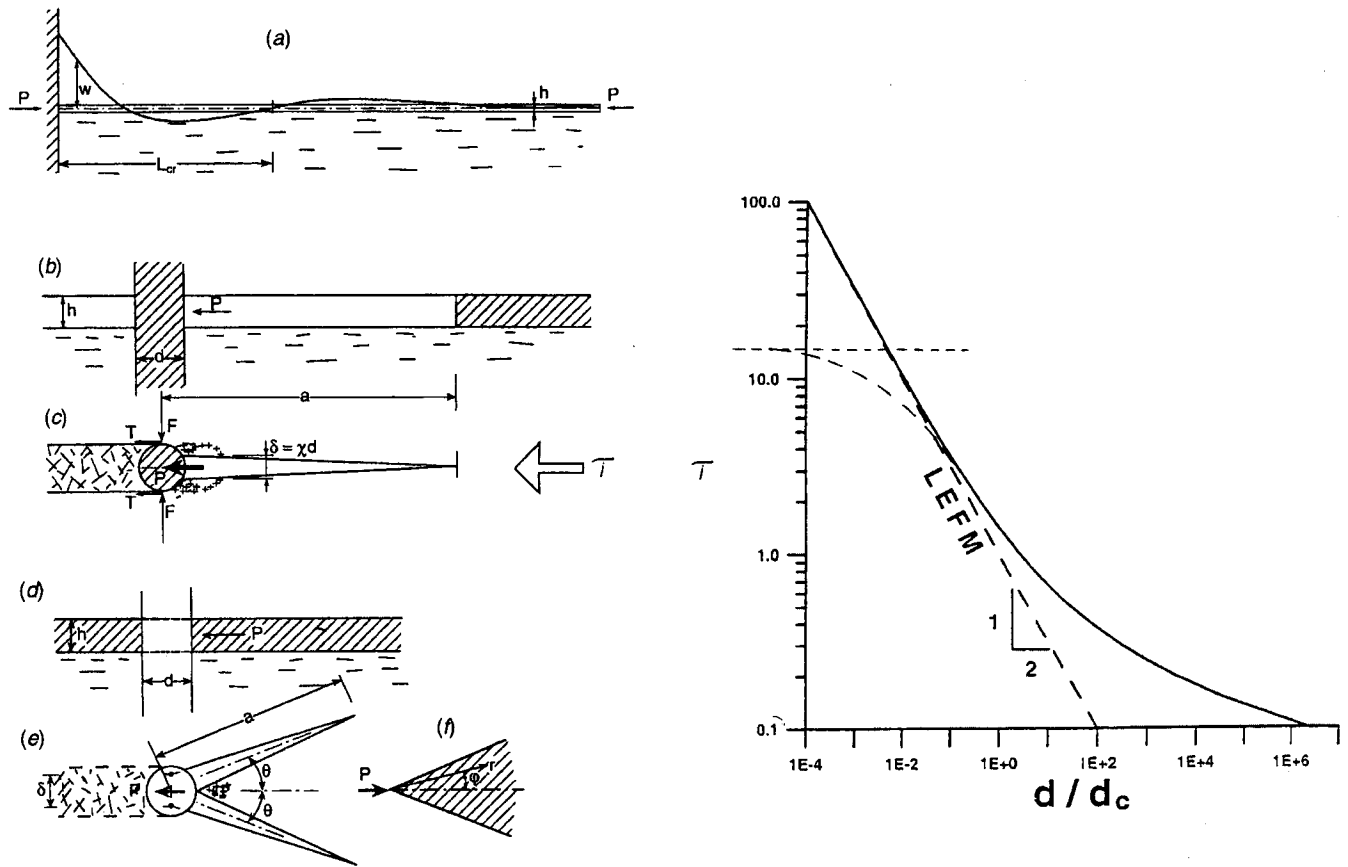 (a)
P
w
h
P
L_cr
(b)
h
P
d
a
(c)
T
F
δ = χd
P
T
F
τ
τ
(d)
h
P
d
(e)
a
δ
P
θ
θ
(f)
P
r
φ
100.0
10.0
1.0
0.1
LEFM
1
2
1E-4
1E-2
1E+0
1E+2
1E+4
1E+6
d / d_c